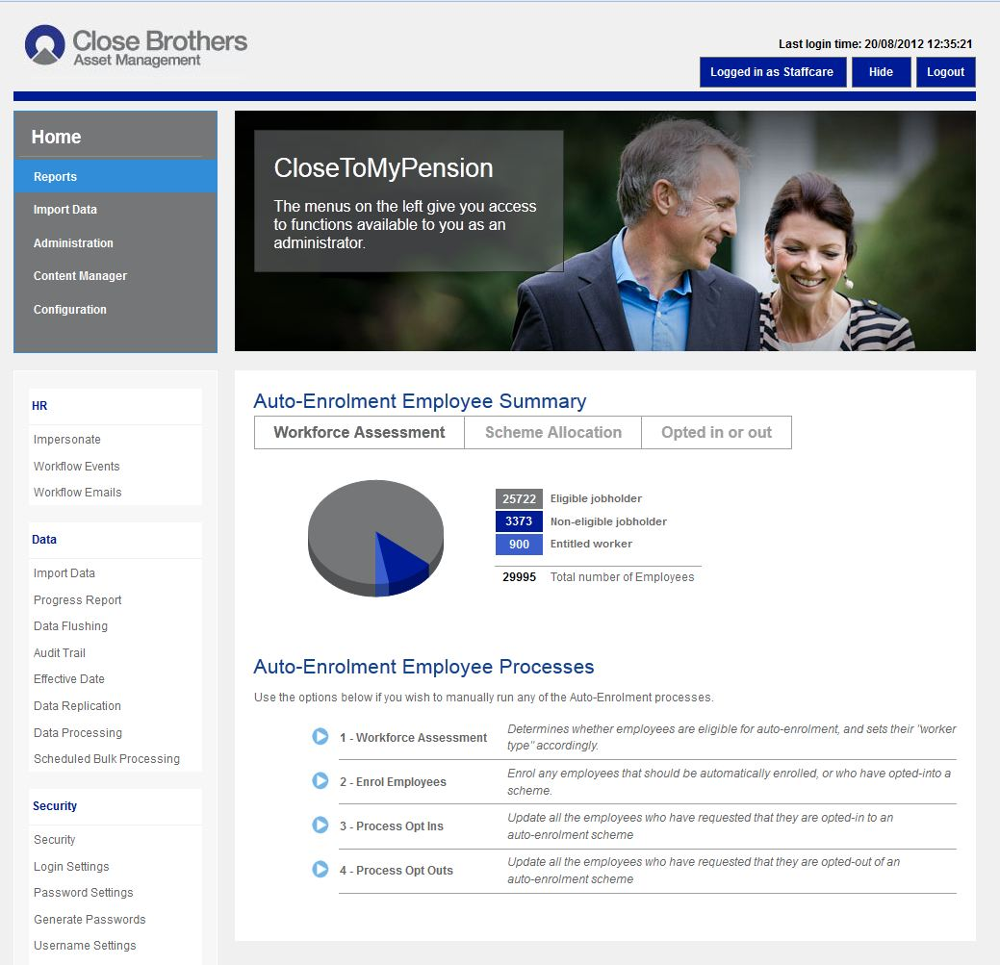 Close Brothers
Asset Management
Last login time: 20/08/2012 12:35:21
Logged in as Staffcare
Hide
Logout
Home
Reports
Import Data
Administration
Content Manager
Configuration
CloseToMyPension
The menus on the left give you access
to functions available to you as an
administrator.
HR
Impersonate
Workflow Events
Workflow Emails
Data
Import Data
Progress Report
Data Flushing
Audit Trail
Effective Date
Data Replication
Data Processing
Scheduled Bulk Processing
Security
Security
Login Settings
Password Settings
Generate Passwords
Username Settings
Auto-Enrolment Employee Summary
Workforce Assessment
Scheme Allocation
Opted in or out
25722 Eligible jobholder
3373 Non-eligible jobholder
900 Entitled worker
29995 Total number of Employees
Auto-Enrolment Employee Processes
Use the options below if you wish to manually run any of the Auto-Enrolment processes.
1 - Workforce Assessment
Determines whether employees are eligible for auto-enrolment, and sets their "worker
type" accordingly.
2 - Enrol Employees
Enrol any employees that should be automatically enrolled, or who have opted-into a
scheme.
3 - Process Opt Ins
Update all the employees who have requested that they are opted-in to an
auto-enrolment scheme
4 - Process Opt Outs
Update all the employees who have requested that they are opted-out of an
auto-enrolment scheme